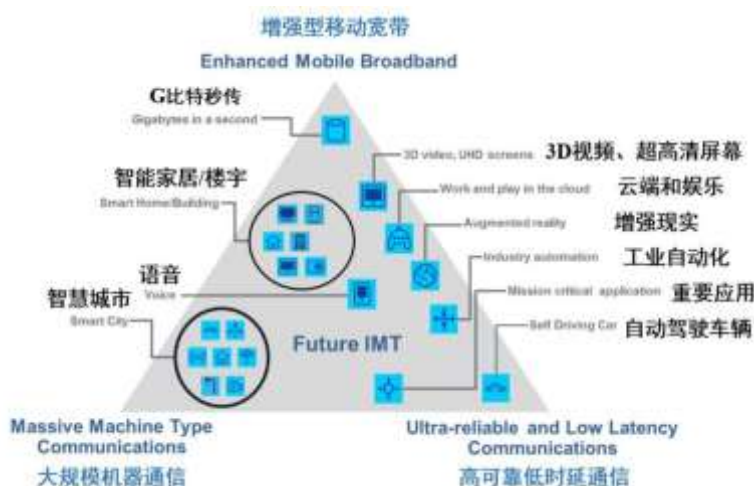 增强型移动宽带
Enhanced Mobile Broadband
G比特秒传
Gigabytes in a second
3D video, UHD screens 3D视频、超高清屏幕
智能家居/楼宇
Smart Home/Building
Work and play in the cloud 云端和娱乐
Augmented reality 增强现实
Industry automation 工业自动化
语音
Voice
Mission critical application 重要应用
智慧城市
Smart City
Self Driving Car 自动驾驶车辆
Future IMT
Massive Machine Type
Communications
大规模机器通信
Ultra-reliable and Low Latency
Communications
高可靠低时延通信